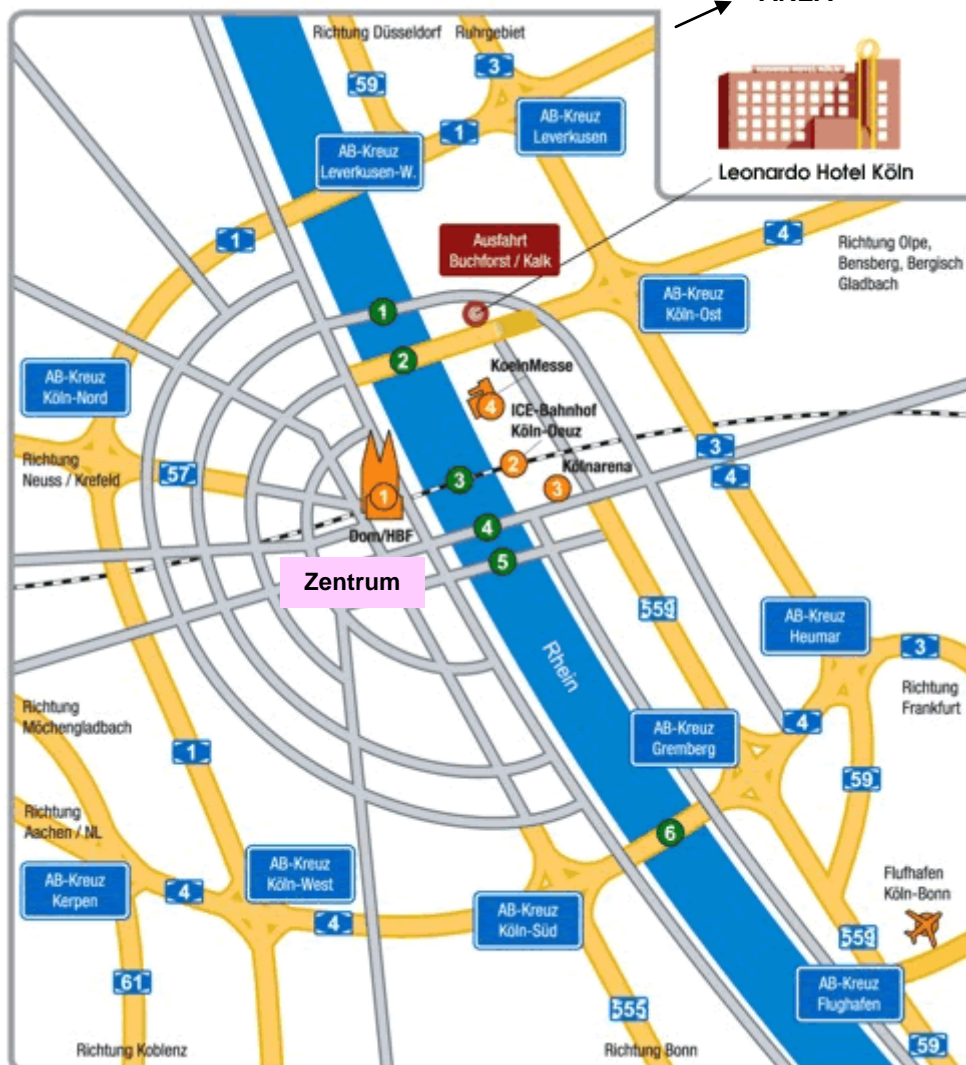 Richtung Düsseldorf
Ruhrgebiet
59
3
1
AB-Kreuz
Leverkusen
AB-Kreuz
Leverkusen-W.
Leonardo Hotel Köln
1
4
Ausfahrt
Buchforst / Kalk
Richtung Olpe,
Bensberg, Bergisch
Gladbach
AB-Kreuz
Köln-Ost
1
2
AB-Kreuz
Köln-Nord
KoelnMesse
4
ICE-Bahnhof
Köln-Deuz
3
Richtung
Neuss / Krefeld
57
1
3
2
Kölnarena
3
4
4
Dom/HBF
5
Zentrum
559
AB-Kreuz
Heumar
3
Rhein
Richtung
Frankfurt
Richtung
Möchengladbach
4
AB-Kreuz
Gremberg
1
59
Richtung
Aachen / NL
6
AB-Kreuz
Kerpen
4
AB-Kreuz
Köln-West
Flufhafen
Köln-Bonn
4
AB-Kreuz
Köln-Süd
559
61
AB-Kreuz
Flughafen
555
Richtung Koblenz
Richtung Bonn
59